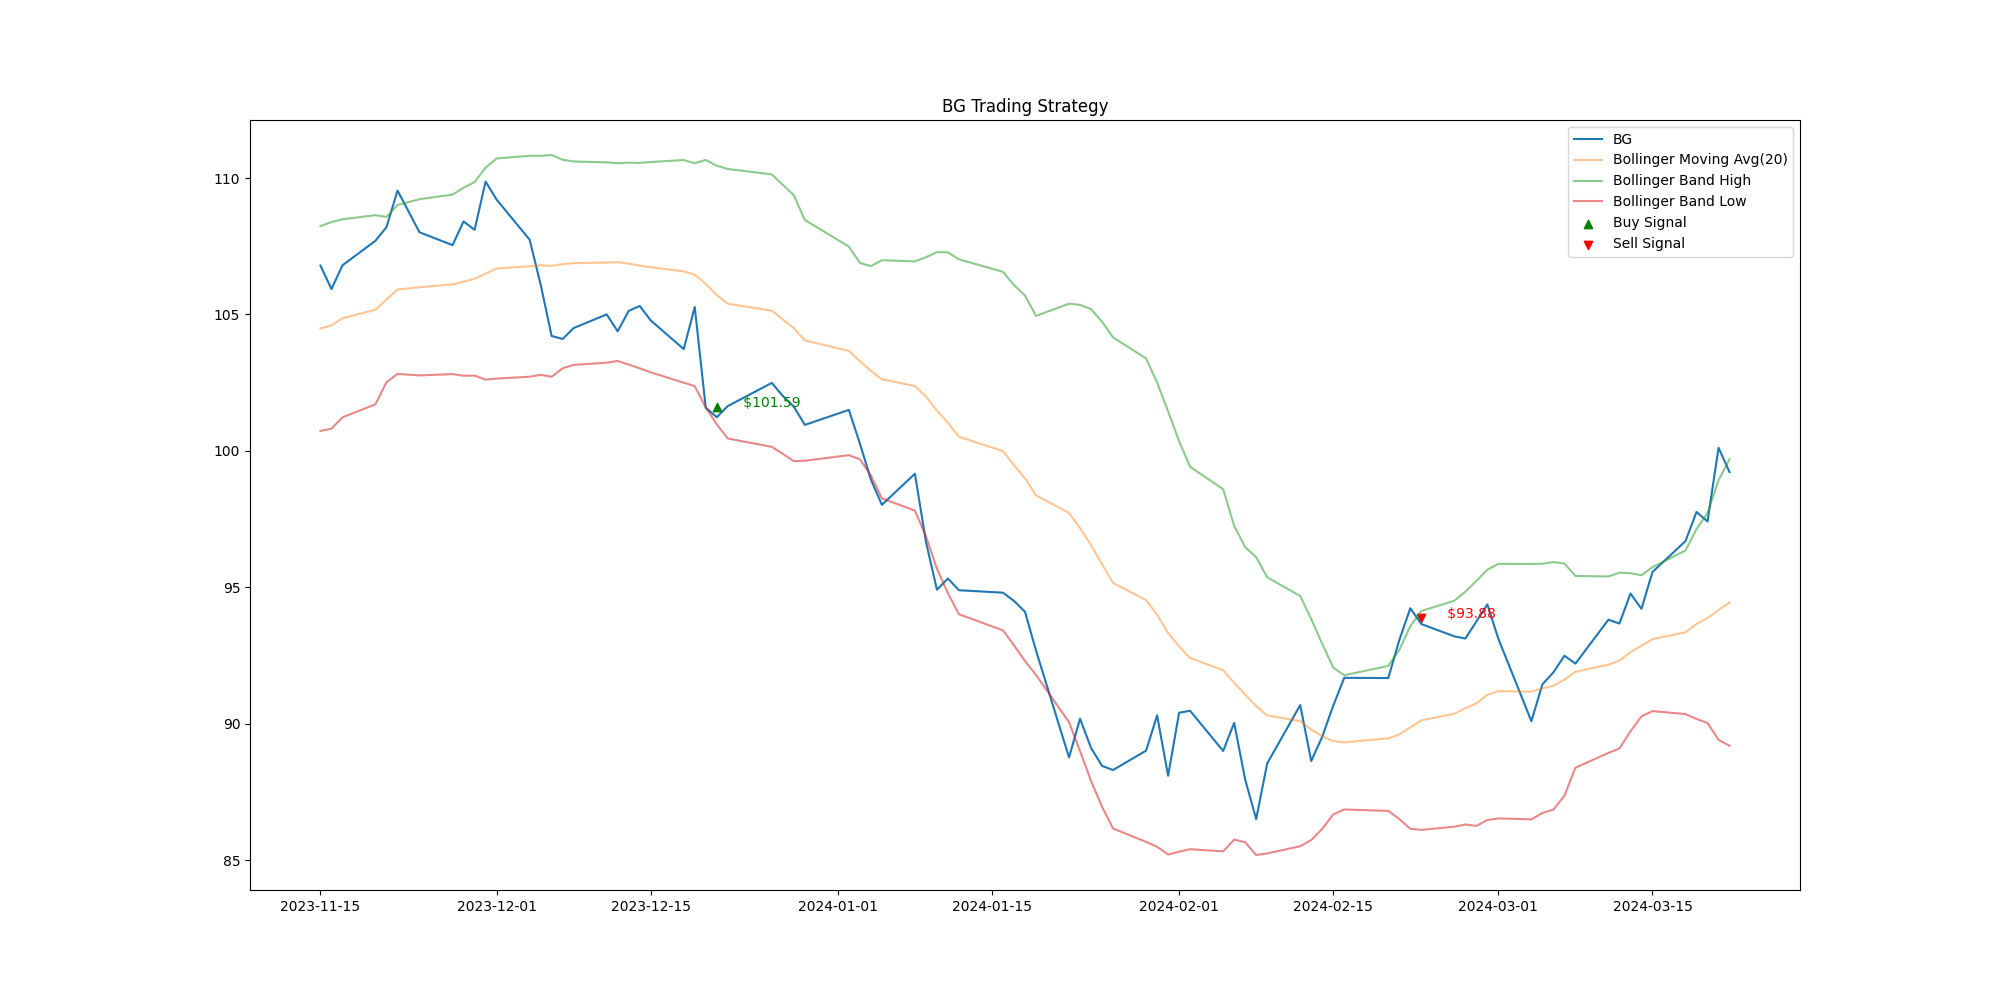 BG Trading Strategy
BG
Bollinger Moving Avg(20)
Bollinger Band High
Bollinger Band Low
Buy Signal
Sell Signal
110
105
100
95
90
85
$101.59
$93.88
2023-11-15
2023-12-01
2023-12-15
2024-01-01
2024-01-15
2024-02-01
2024-02-15
2024-03-01
2024-03-15